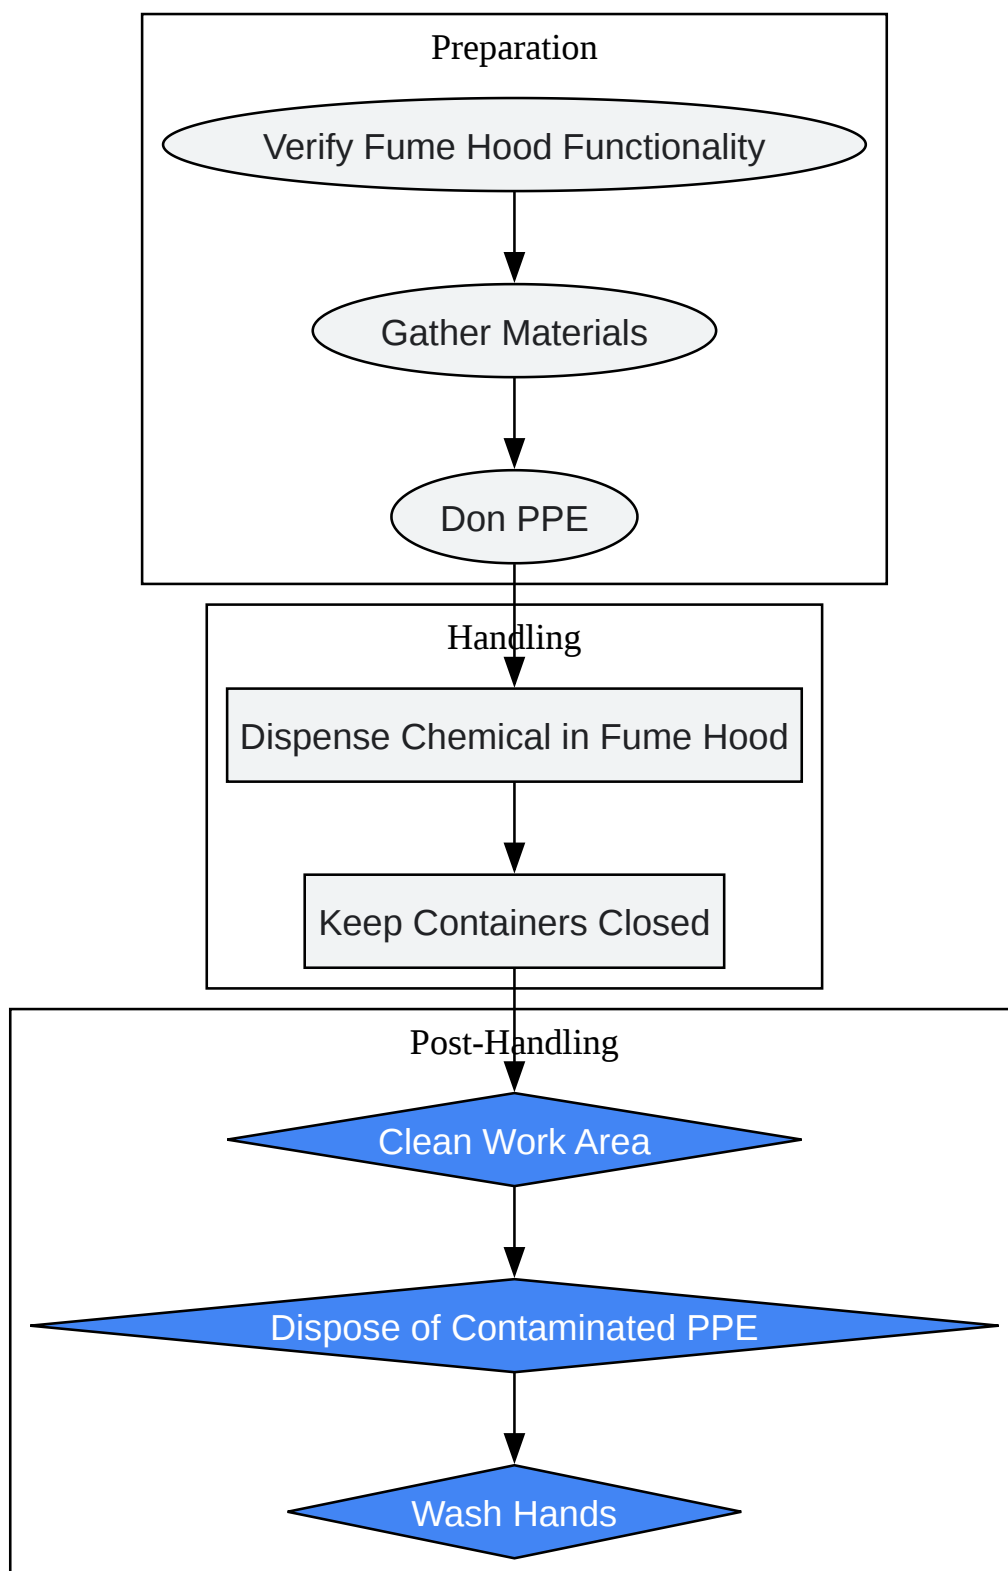 Preparation
Verify Fume Hood Functionality
Gather Materials
Don PPE
Handling
Dispense Chemical in Fume Hood
Keep Containers Closed
Post-Handling
Clean Work Area
Dispose of Contaminated PPE
Wash Hands